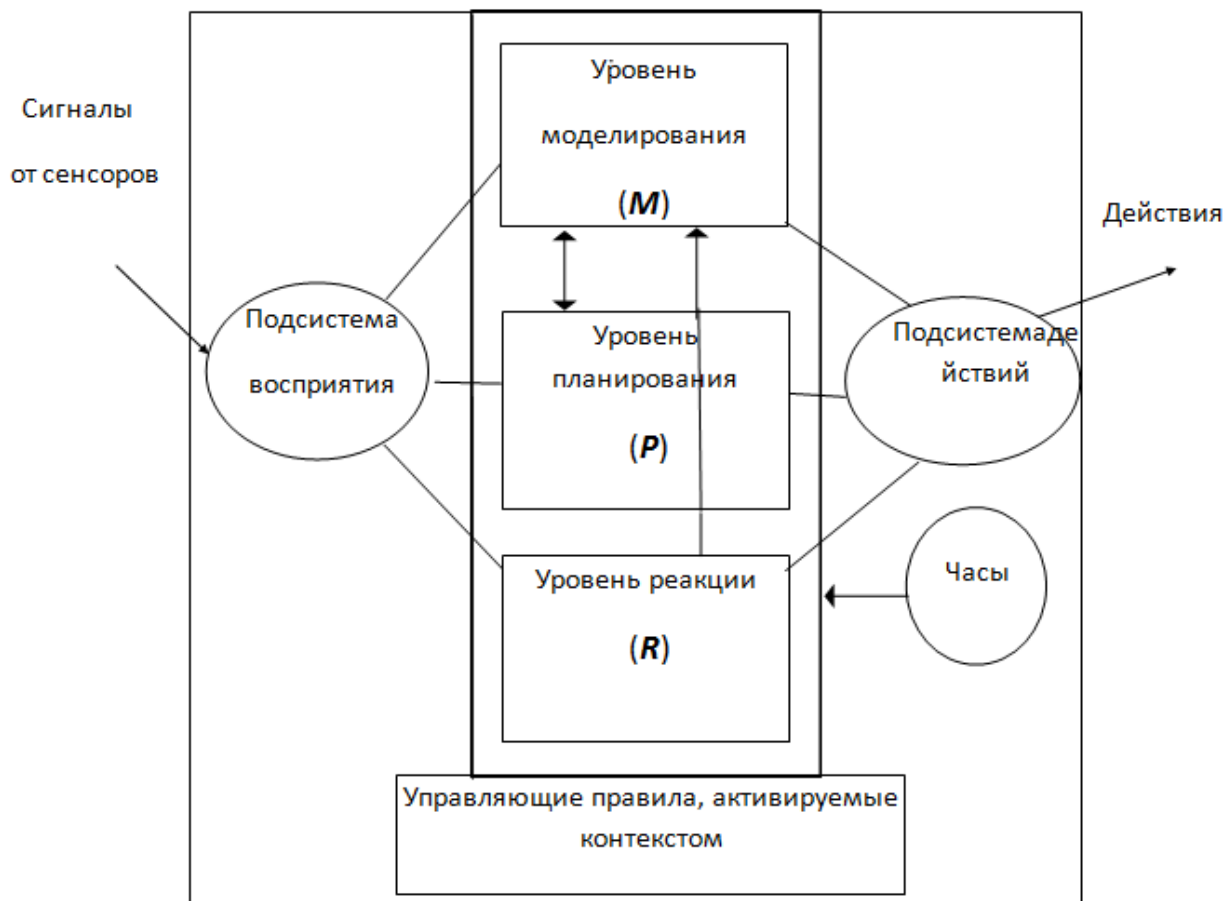 Сигналы
от сенсоров
Уровень
моделирования
(M)
Действия
Подсистема
восприятия
Уровень
планирования
(P)
Подсистемаде
йствий
Уровень реакции
(R)
Часы
Управляющие правила, активируемые
контекстом